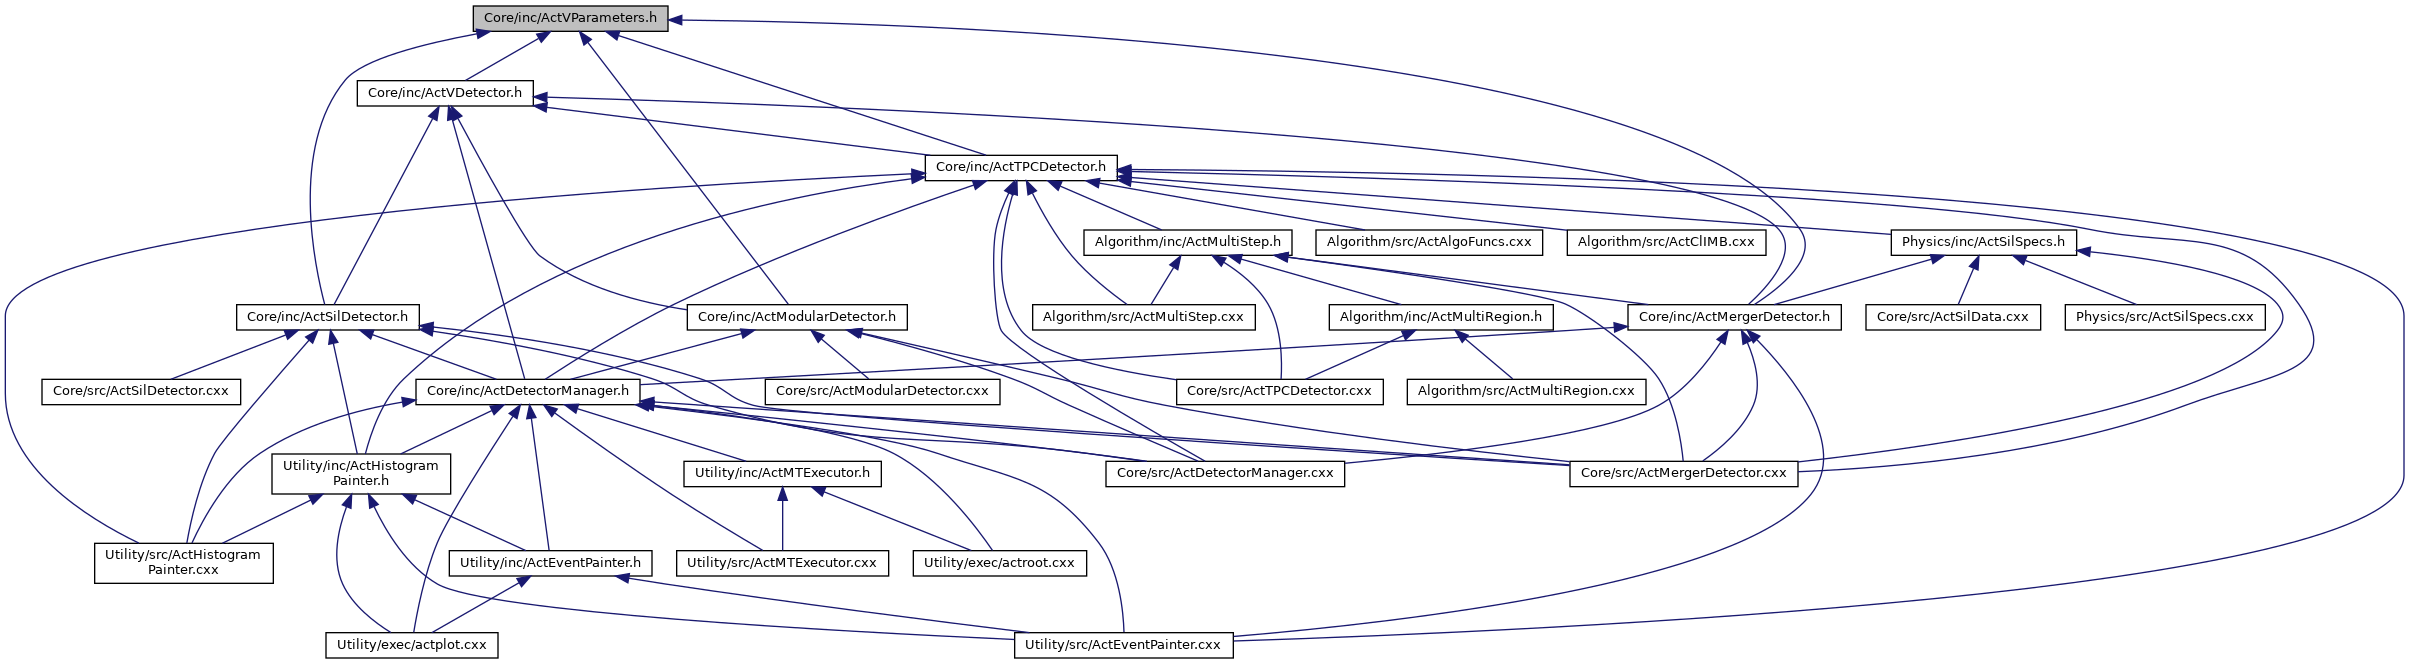 Core/inc/ActVParameters.h
Core/inc/ActVDetector.h
Core/inc/ActTPCDetector.h
Algorithm/inc/ActMultiStep.h
Algorithm/src/ActAlgoFuncs.cxx
Algorithm/src/ActClIMB.cxx
Physics/inc/ActSilSpecs.h
Core/inc/ActSilDetector.h
Core/inc/ActModularDetector.h
Algorithm/src/ActMultiStep.cxx
Algorithm/inc/ActMultiRegion.h
Core/inc/ActMergerDetector.h
Core/src/ActSilData.cxx
Physics/src/ActSilSpecs.cxx
Core/src/ActSilDetector.cxx
Core/inc/ActDetectorManager.h
Core/src/ActModularDetector.cxx
Core/src/ActTPCDetector.cxx
Algorithm/src/ActMultiRegion.cxx
Utility/inc/ActHistogram
Painter.h
Utility/inc/ActMTExecutor.h
Core/src/ActDetectorManager.cxx
Core/src/ActMergerDetector.cxx
Utility/src/ActHistogram
Painter.cxx
Utility/inc/ActEventPainter.h
Utility/src/ActMTExecutor.cxx
Utility/exec/actroot.cxx
Utility/exec/actplot.cxx
Utility/src/ActEventPainter.cxx